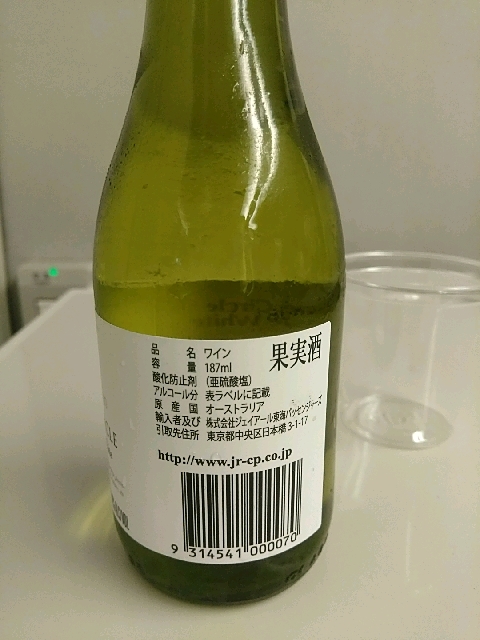 果実酒
品名 ワイン
容量 187ml
酸化防止剤 (亜硫酸塩)
アルコール分 表ラベルに記載
原産国 オーストラリア
輸入者及び 株式会社ジェイアール東海パッセンジャーズ
引取先住所 東京都中央区日本橋 3-1-17
http://www.jr-cp.co.jp
9 314541 000070